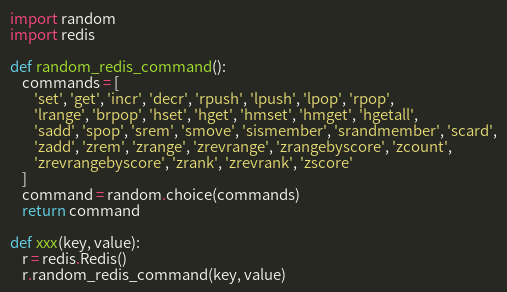 import random
import redis

def random_redis_command():
    commands = [
        'set', 'get', 'incr', 'decr', 'rpush', 'lpush', 'lpop', 'rpop',
        'lrange', 'brpop', 'hset', 'hget', 'hmset', 'hmget', 'hgetall',
        'sadd', 'spop', 'srem', 'smove', 'sismember', 'srandmember', 'scard',
        'zadd', 'zrem', 'zrange', 'zrevrange', 'zrangebyscore', 'zcount',
        'zrevrangebyscore', 'zrank', 'zrevrank', 'zscore'
    ]
    command = random.choice(commands)
    return command

def xxx(key, value):
    r = redis.Redis()
    r.random_redis_command(key, value)